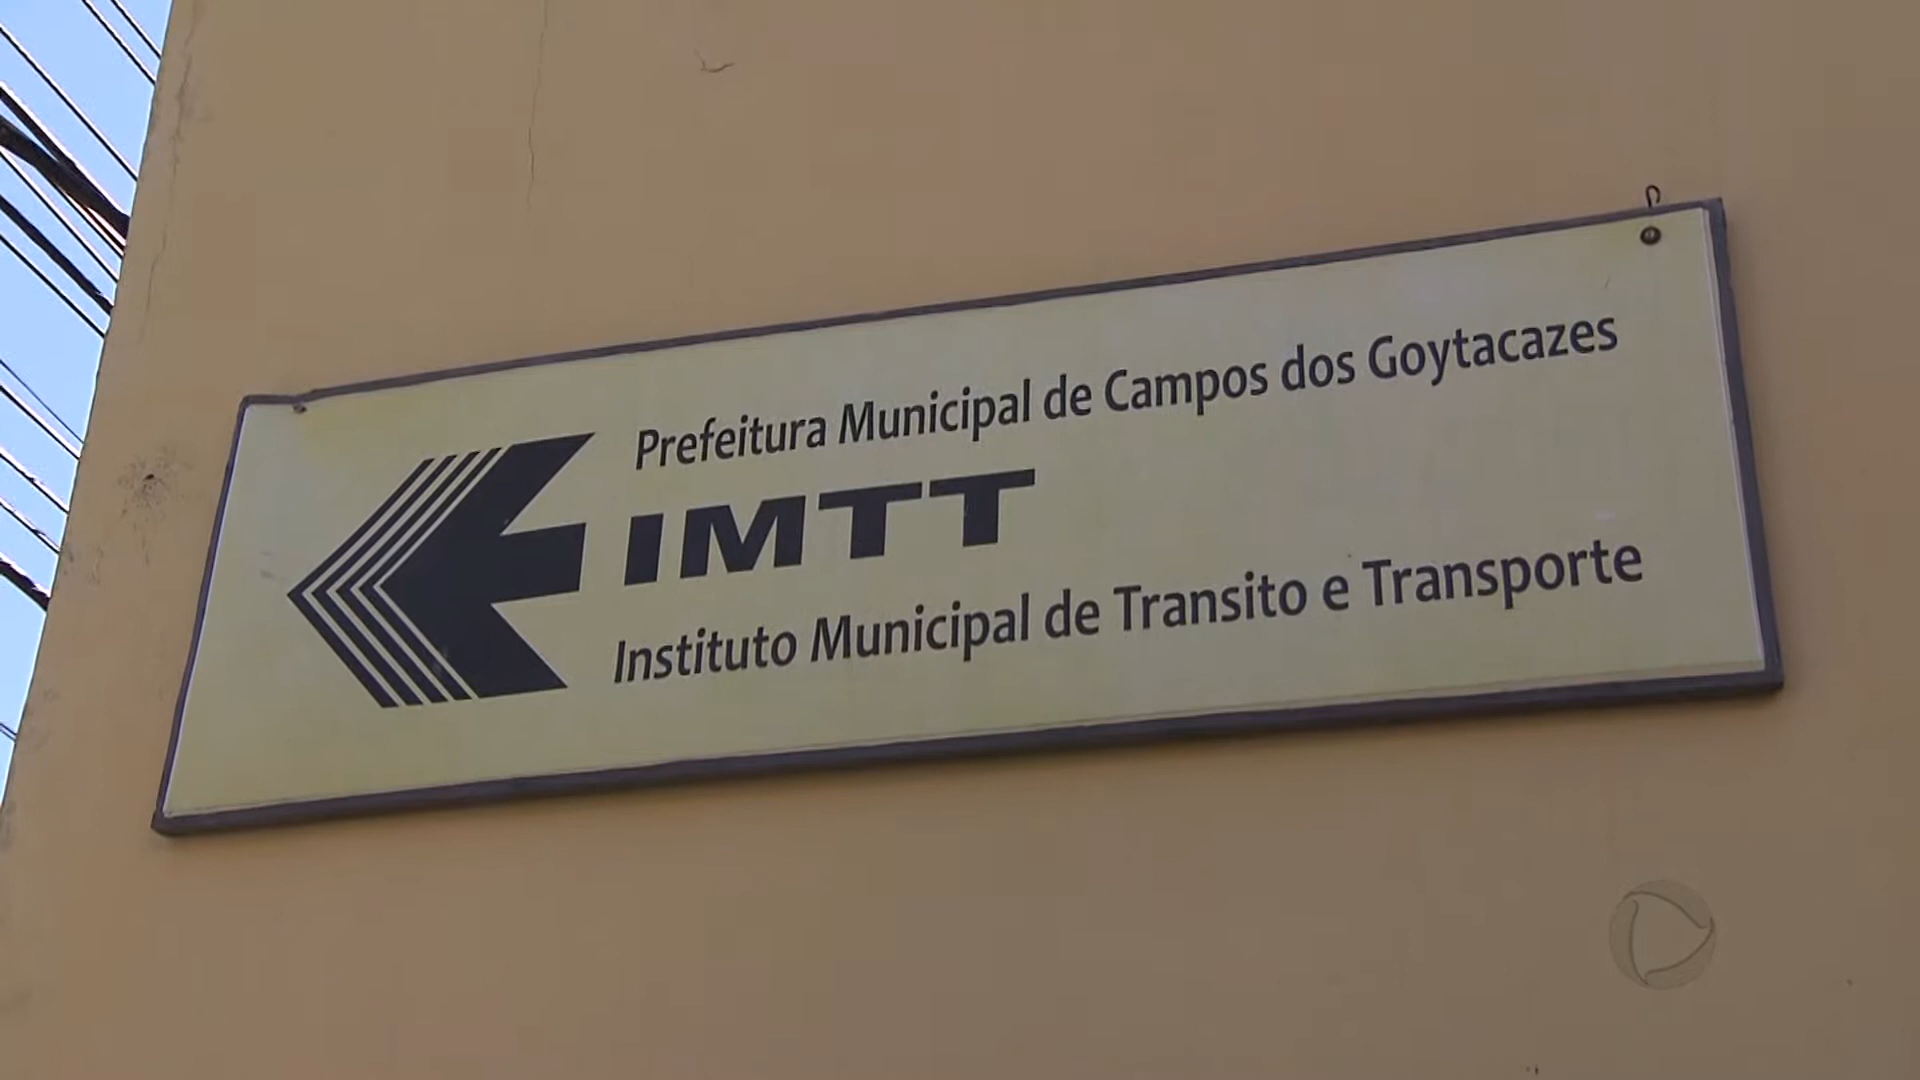 Prefeitura Municipal de Campos dos Goytacazes
IMTT
Instituto Municipal de Transito e Transporte